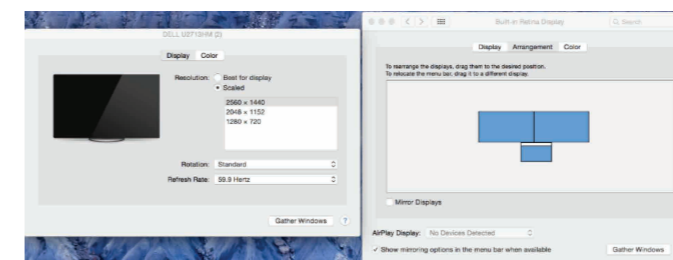 DELL U2713HM (2)
Display Color
Resolution: Best for display
Scaled
2560 × 1440
2048 × 1152
1280 × 720
Rotation: Standard
Refresh Rate: 59.9 Hertz
Gather Windows ?
Built-in Retina Display
Search
Display Arrangement Color
To rearrange the displays, drag them to the desired position.
To relocate the menu bar, drag it to a different display.
Mirror Displays
AirPlay Display: No Devices Detected
Show mirroring options in the menu bar when available
Gather Windows